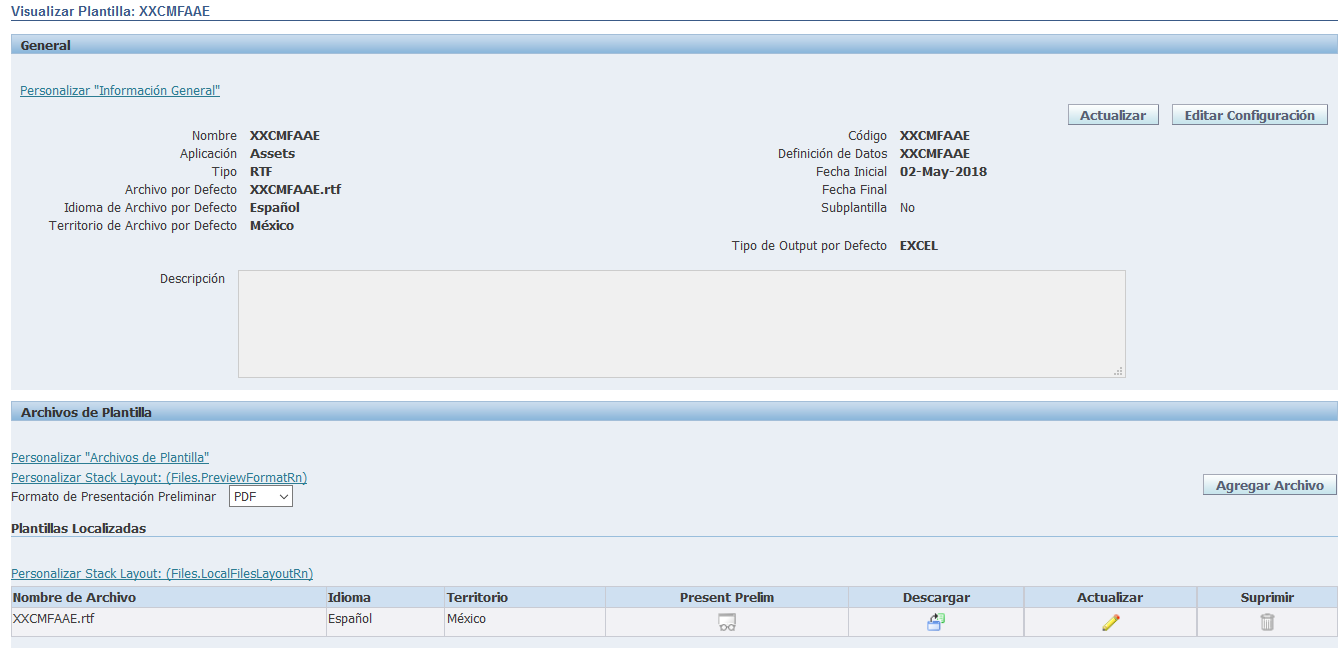 Visualizar Plantilla: XXCMFAAE
General
Personalizar "Información General"
Actualizar Editar Configuración
Nombre XXCMFAAE Código XXCMFAAE
Aplicación Assets Definición de Datos XXCMFAAE
Tipo RTF Fecha Inicial 02-May-2018
Archivo por Defecto XXCMFAAE.rtf Fecha Final
Idioma de Archivo por Defecto Español Subplantilla No
Territorio de Archivo por Defecto México
Tipo de Output por Defecto EXCEL
Descripción
Archivos de Plantilla
Personalizar "Archivos de Plantilla"
Personalizar Stack Layout: (Files.PreviewFormatRn)
Formato de Presentación Preliminar PDF Agregar Archivo
Plantillas Localizadas
Personalizar Stack Layout: (Files.LocalFilesLayoutRn)
Nombre de Archivo Idioma Territorio Present Prelim Descargar Actualizar Suprimir
XXCMFAAE.rtf Español México